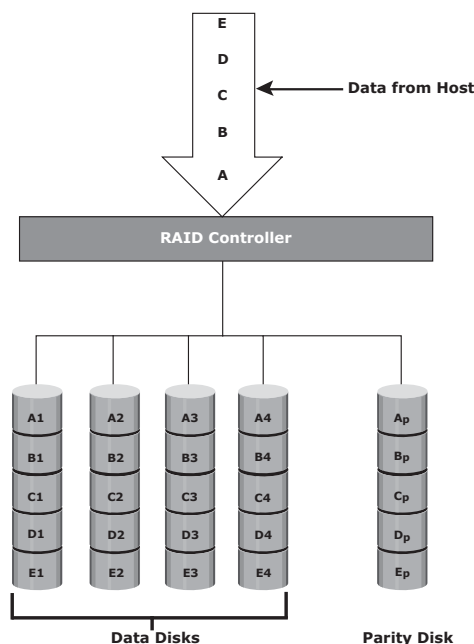 E
D
C
B
A
Data from Host
RAID Controller
A1 A2 A3 A4 Ap
B1 B2 B3 B4 Bp
C1 C2 C3 C4 Cp
D1 D2 D3 D4 Dp
E1 E2 E3 E4 Ep
Data Disks Parity Disk